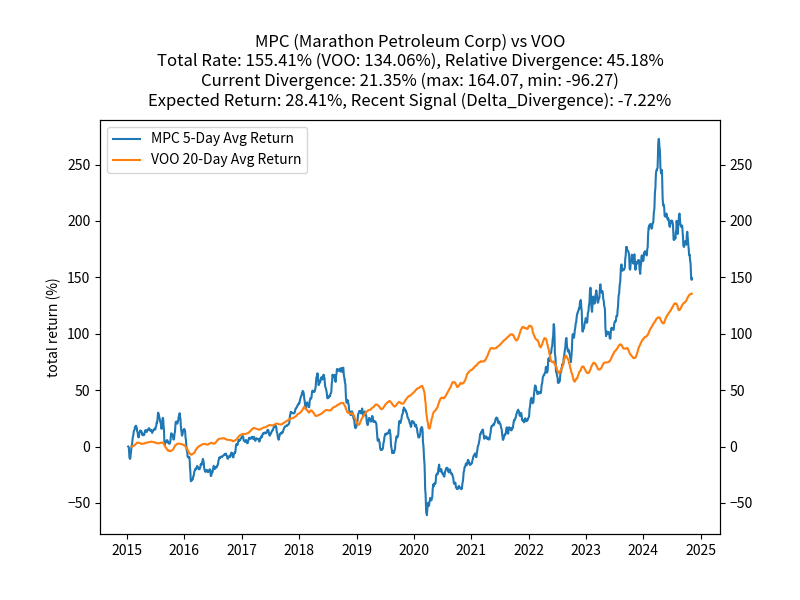 MPC (Marathon Petroleum Corp) vs VOO
Total Rate: 155.41% (VOO: 134.06%), Relative Divergence: 45.18%
Current Divergence: 21.35% (max: 164.07, min: -96.27)
Expected Return: 28.41%, Recent Signal (Delta_Divergence): -7.22%
MPC 5-Day Avg Return
VOO 20-Day Avg Return
total return (%)
250 250
200 200
150 150
100 100
50 50
0 0
−50 −50
2015 2016 2017 2018 2019 2020 2021 2022 2023 2024 2025